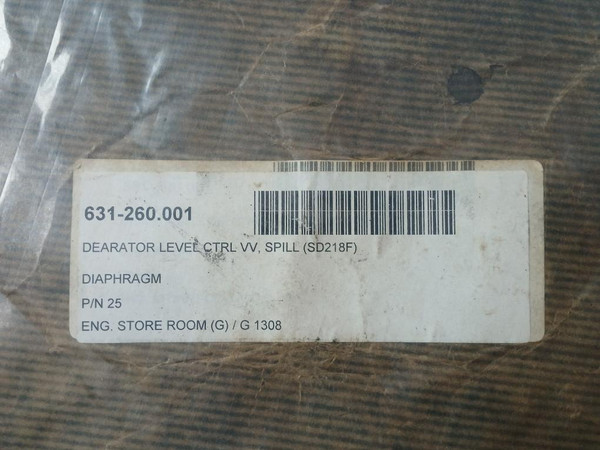 631-260.001
DEARATOR LEVEL CTRL VV, SPILL (SD218F)
DIAPHRAGM
P/N 25
ENG. STORE ROOM (G) / G 1308